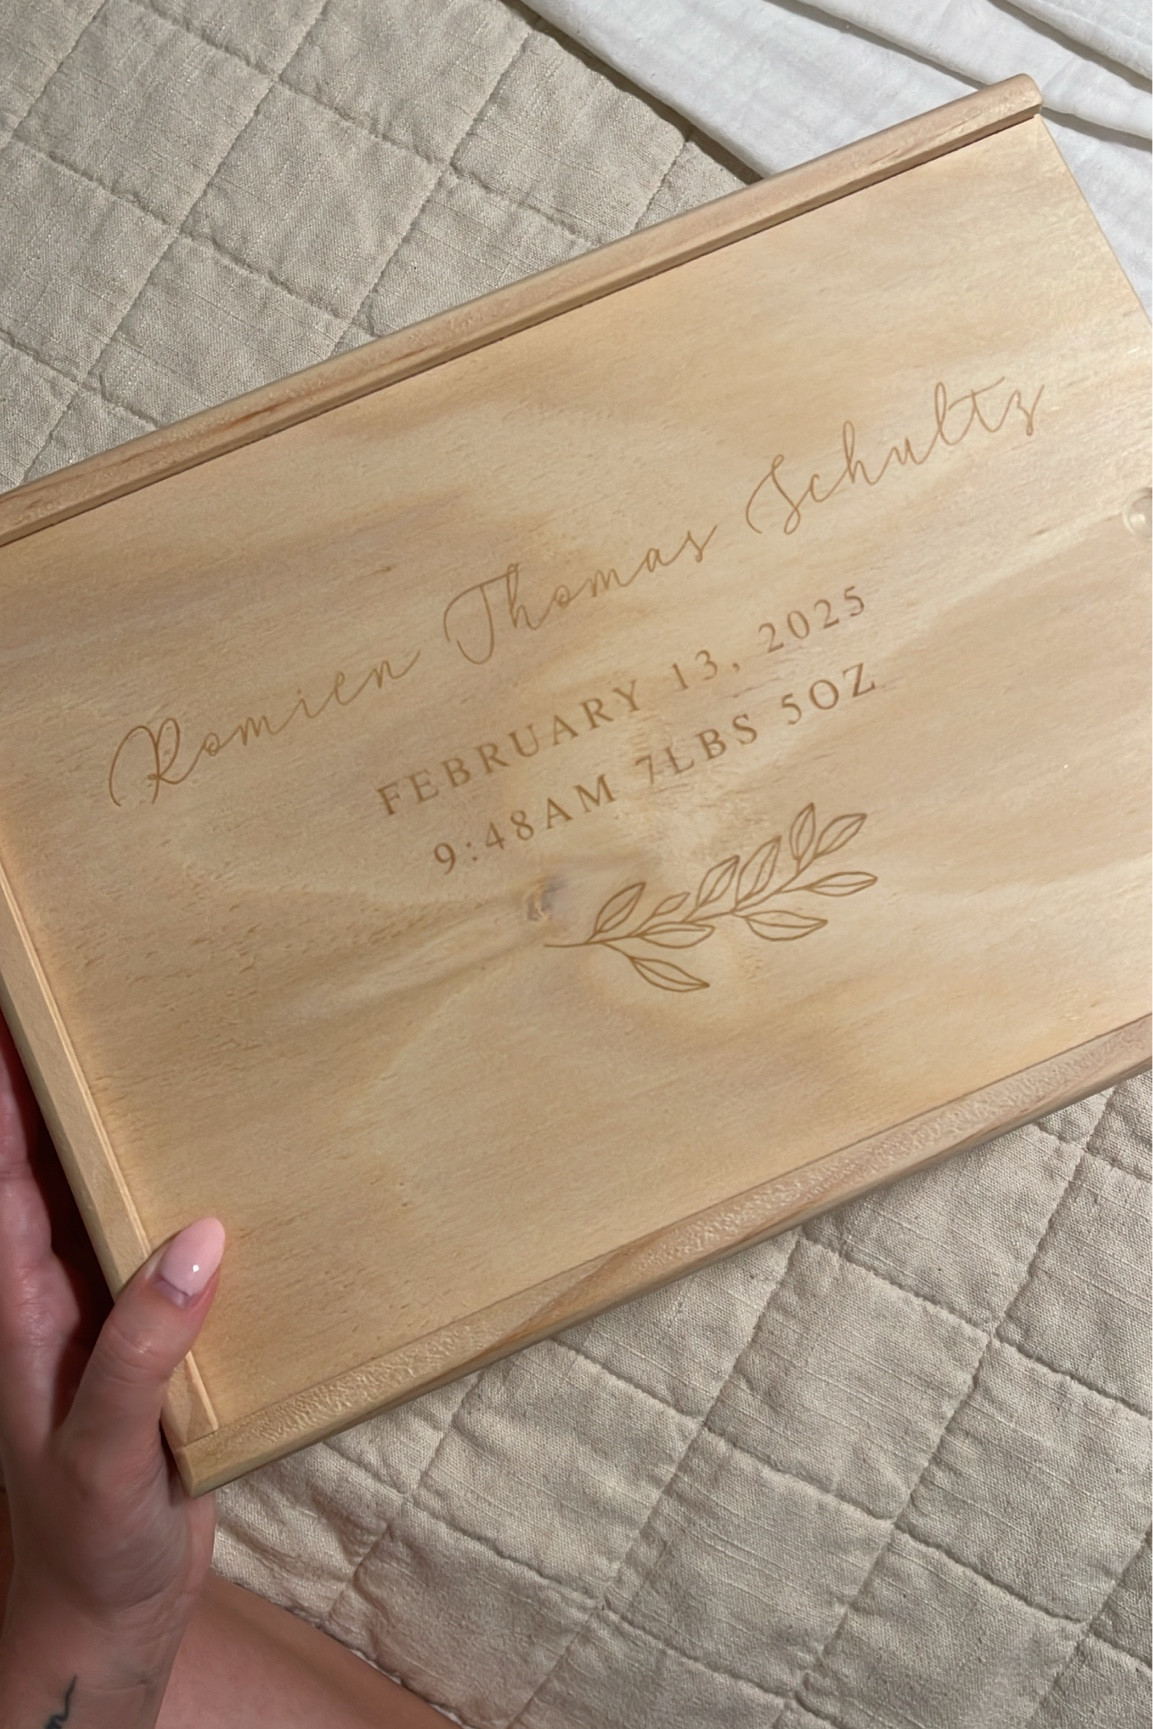 Romien Thomas Schultz
FEBRUARY 13, 2025
9:48AM 7LBS 5OZ